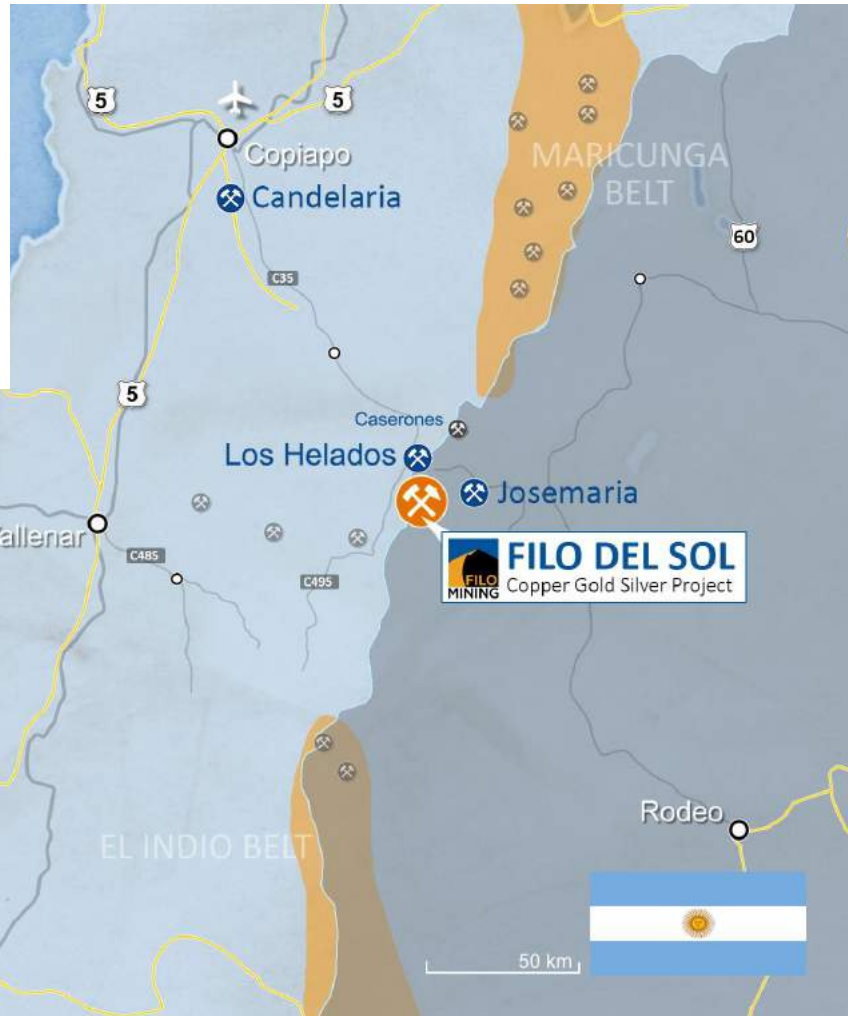 5
5
Copiapo
MARICUNGA
BELT
Candelaria
60
C35
5
Caserones
Los Helados
Josemaria
allenar
FILO DEL SOL
Copper Gold Silver Project
FILO
MINING
C485
C495
Rodeo
EL INDIO BELT
50 km